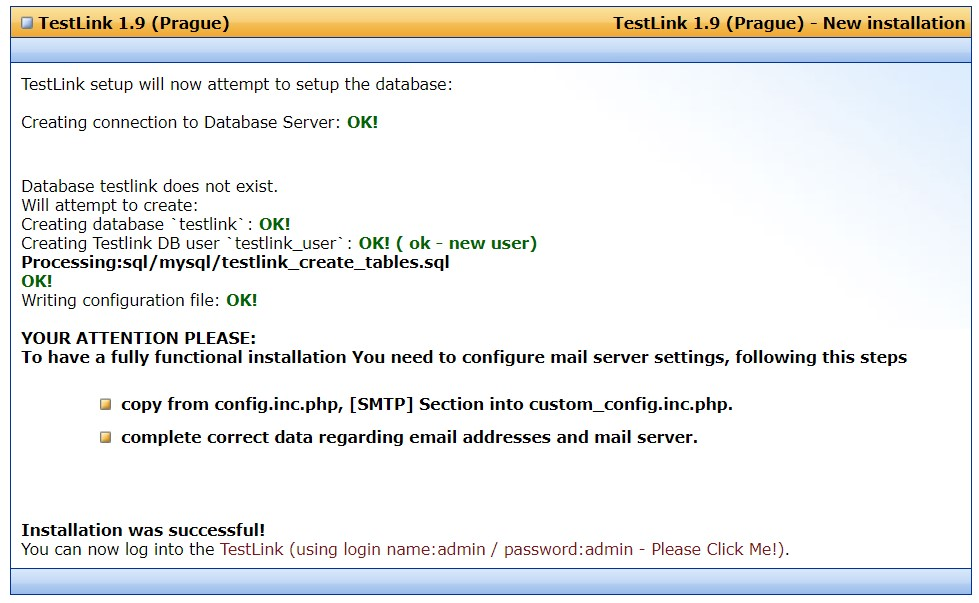 TestLink 1.9 (Prague)
TestLink 1.9 (Prague) - New installation
TestLink setup will now attempt to setup the database:
Creating connection to Database Server: OK!
Database testlink does not exist.
Will attempt to create:
Creating database `testlink`: OK!
Creating Testlink DB user `testlink_user`: OK! ( ok - new user)
Processing:sql/mysql/testlink_create_tables.sql
OK!
Writing configuration file: OK!
YOUR ATTENTION PLEASE:
To have a fully functional installation You need to configure mail server settings, following this steps
copy from config.inc.php, [SMTP] Section into custom_config.inc.php.
complete correct data regarding email addresses and mail server.
Installation was successful!
You can now log into the TestLink (using login name:admin / password:admin - Please Click Me!).